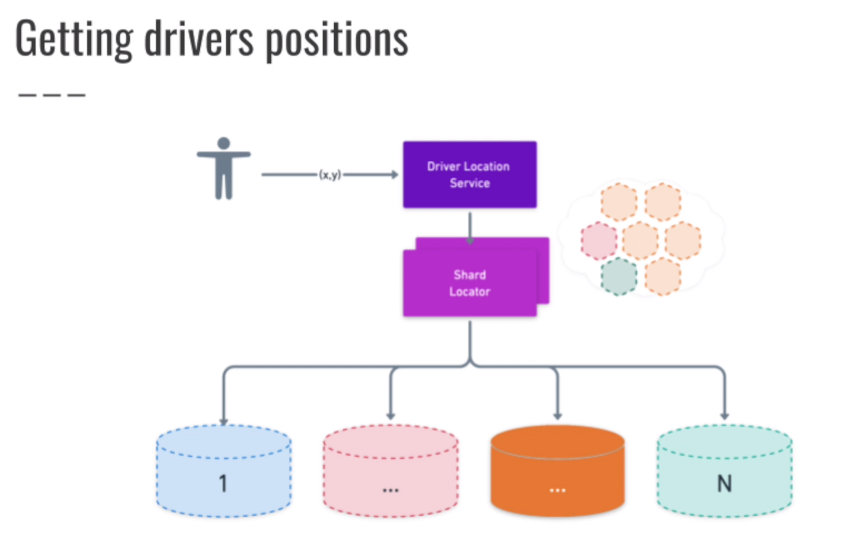 Getting drivers positions
(x,y)
Driver Location
Service
Shard
Locator
1
...
...
N